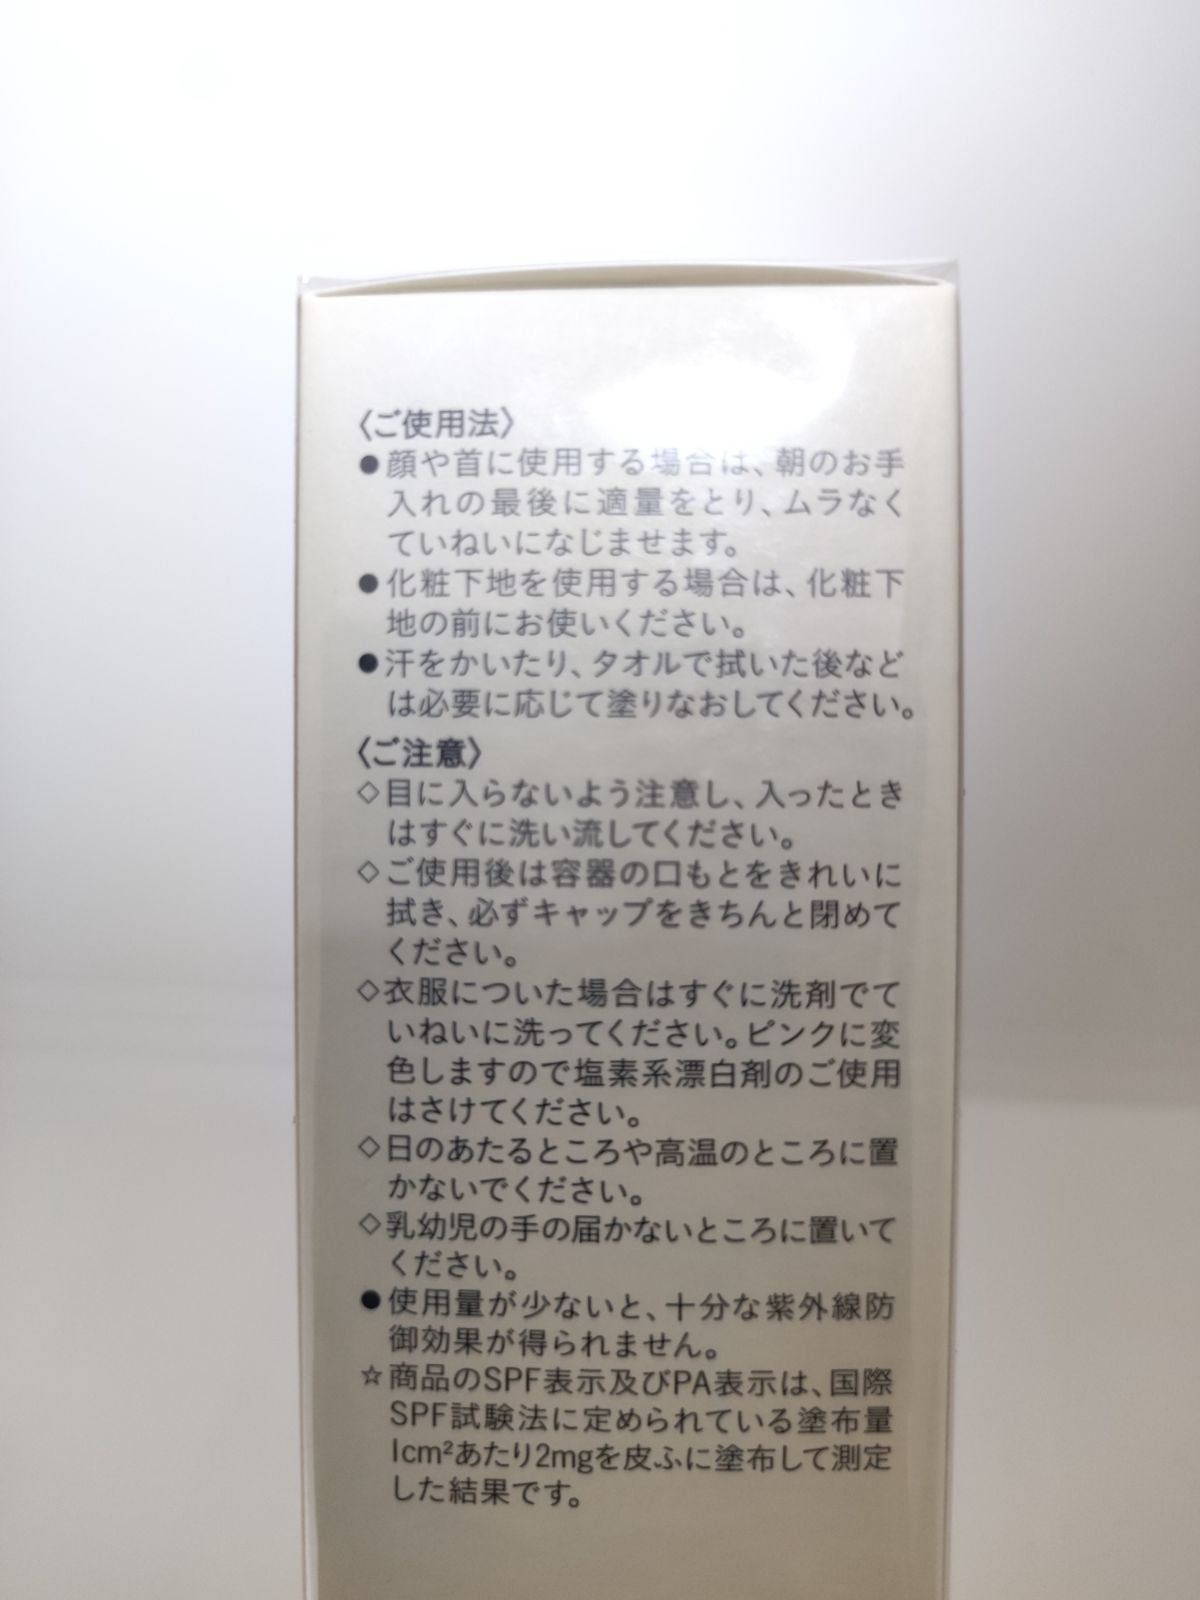 〈ご使用法〉
●顔や首に使用する場合は、朝のお手
入れの最後に適量をとり、ムラなく
ていねいになじませます。
●化粧下地を使用する場合は、化粧下
地の前にお使いください。
●汗をかいたり、タオルで拭いた後など
は必要に応じて塗りなおしてください。
〈ご注意〉
◇目に入らないよう注意し、入ったとき
はすぐに洗い流してください。
◇ご使用後は容器の口もとをきれいに
拭き、必ずキャップをきちんと閉めて
ください。
◇衣服についた場合はすぐに洗剤でて
いねいに洗ってください。ピンクに変
色しますので塩素系漂白剤のご使用
はさけてください。
◇日のあたるところや高温のところに置
かないでください。
◇乳幼児の手の届かないところに置いて
ください。
●使用量が少ないと、十分な紫外線防
御効果が得られません。
☆商品のSPF表示及びPA表示は、国際
SPF試験法に定められている塗布量
1cm²あたり2mgを皮ふに塗布して測定
した結果です。